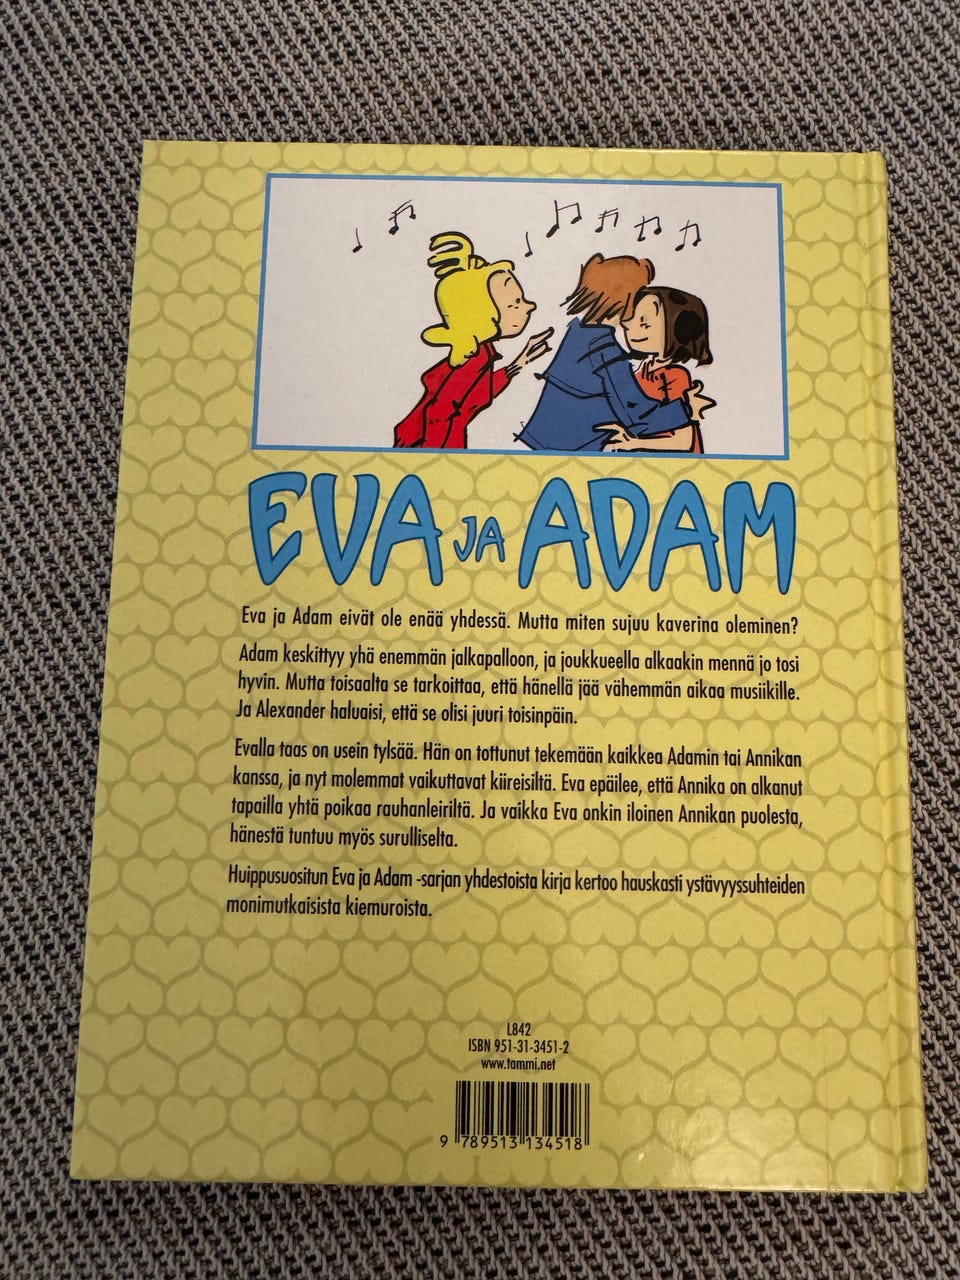 EVA JA ADAM
Eva ja Adam eivät ole enää yhdessä. Mutta miten sujuu kaverina oleminen?
Adam keskittyy yhä enemmän jalkapalloon, ja joukkueella alkaakin mennä jo tosi
hyvin. Mutta toisaalta se tarkoittaa, että hänellä jää vähemmän aikaa musiikille.
Ja Alexander haluaisi, että se olisi juuri toisinpäin.
Evalla taas on usein tylsää. Hän on tottunut tekemään kaikkea Adamin tai Annikan
kanssa, ja nyt molemmat vaikuttavat kiireisiltä. Eva epäilee, että Annika on alkanut
tapailla yhtä poikaa rauhanleiriltä. Ja vaikka Eva onkin iloinen Annikan puolesta,
hänestä tuntuu myös surulliselta.
Huippusuositun Eva ja Adam -sarjan yhdestoista kirja kertoo hauskasti ystävyyssuhteiden
monimutkaisista kiemuroista.
L842
ISBN 951-31-3451-2
www.tammi.net
9 789513 134518